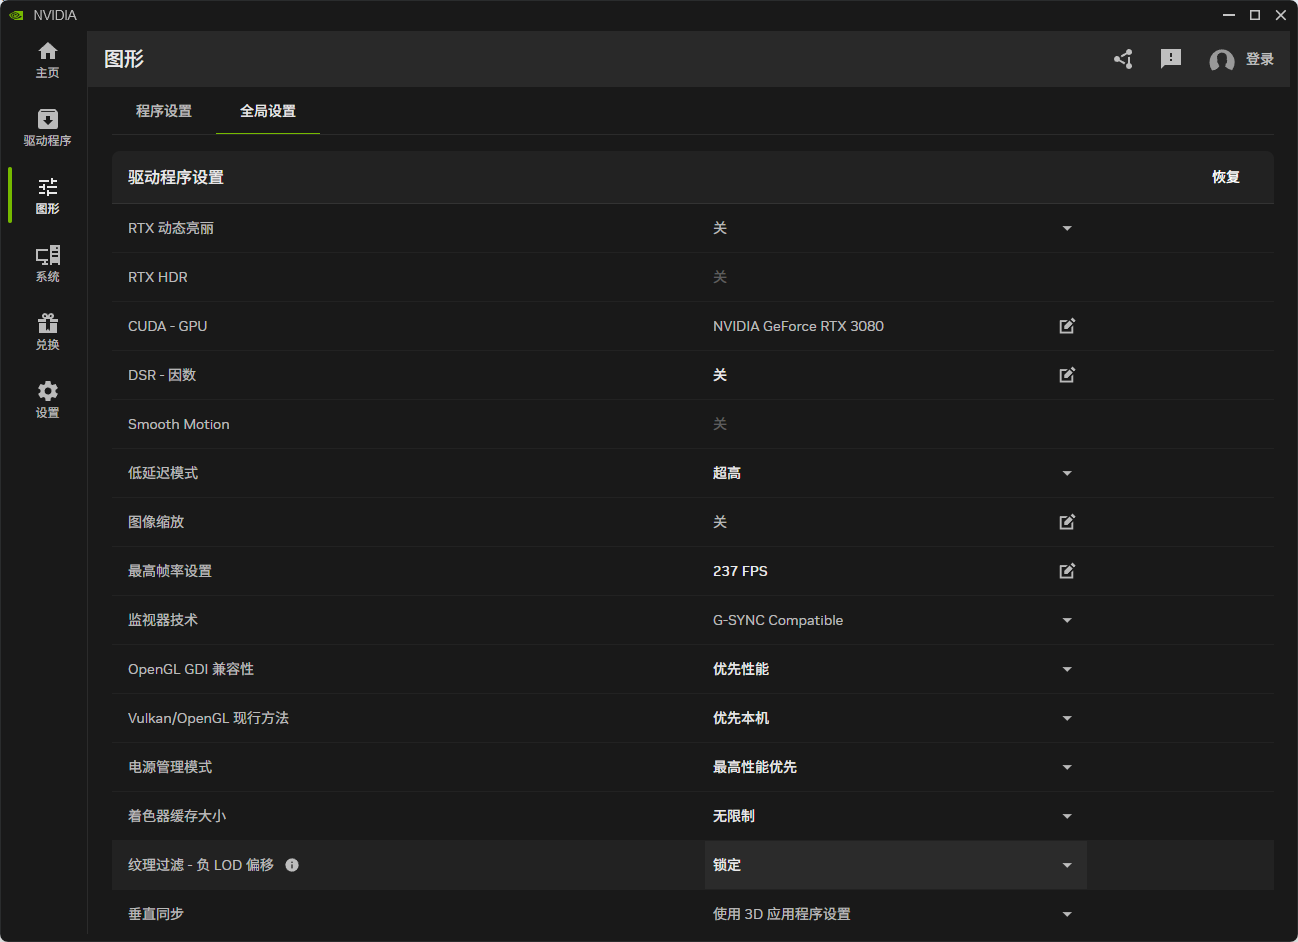 NVIDIA
主页
驱动程序
图形
系统
兑换
设置
图形
登录
程序设置
全局设置
驱动程序设置
恢复
RTX 动态亮丽
关
RTX HDR
关
CUDA - GPU
NVIDIA GeForce RTX 3080
DSR - 因数
关
Smooth Motion
关
低延迟模式
超高
图像缩放
关
最高帧率设置
237 FPS
监视器技术
G-SYNC Compatible
OpenGL GDI 兼容性
优先性能
Vulkan/OpenGL 现行方法
优先本机
电源管理模式
最高性能优先
着色器缓存大小
无限制
纹理过滤 - 负 LOD 偏移
锁定
垂直同步
使用 3D 应用程序设置